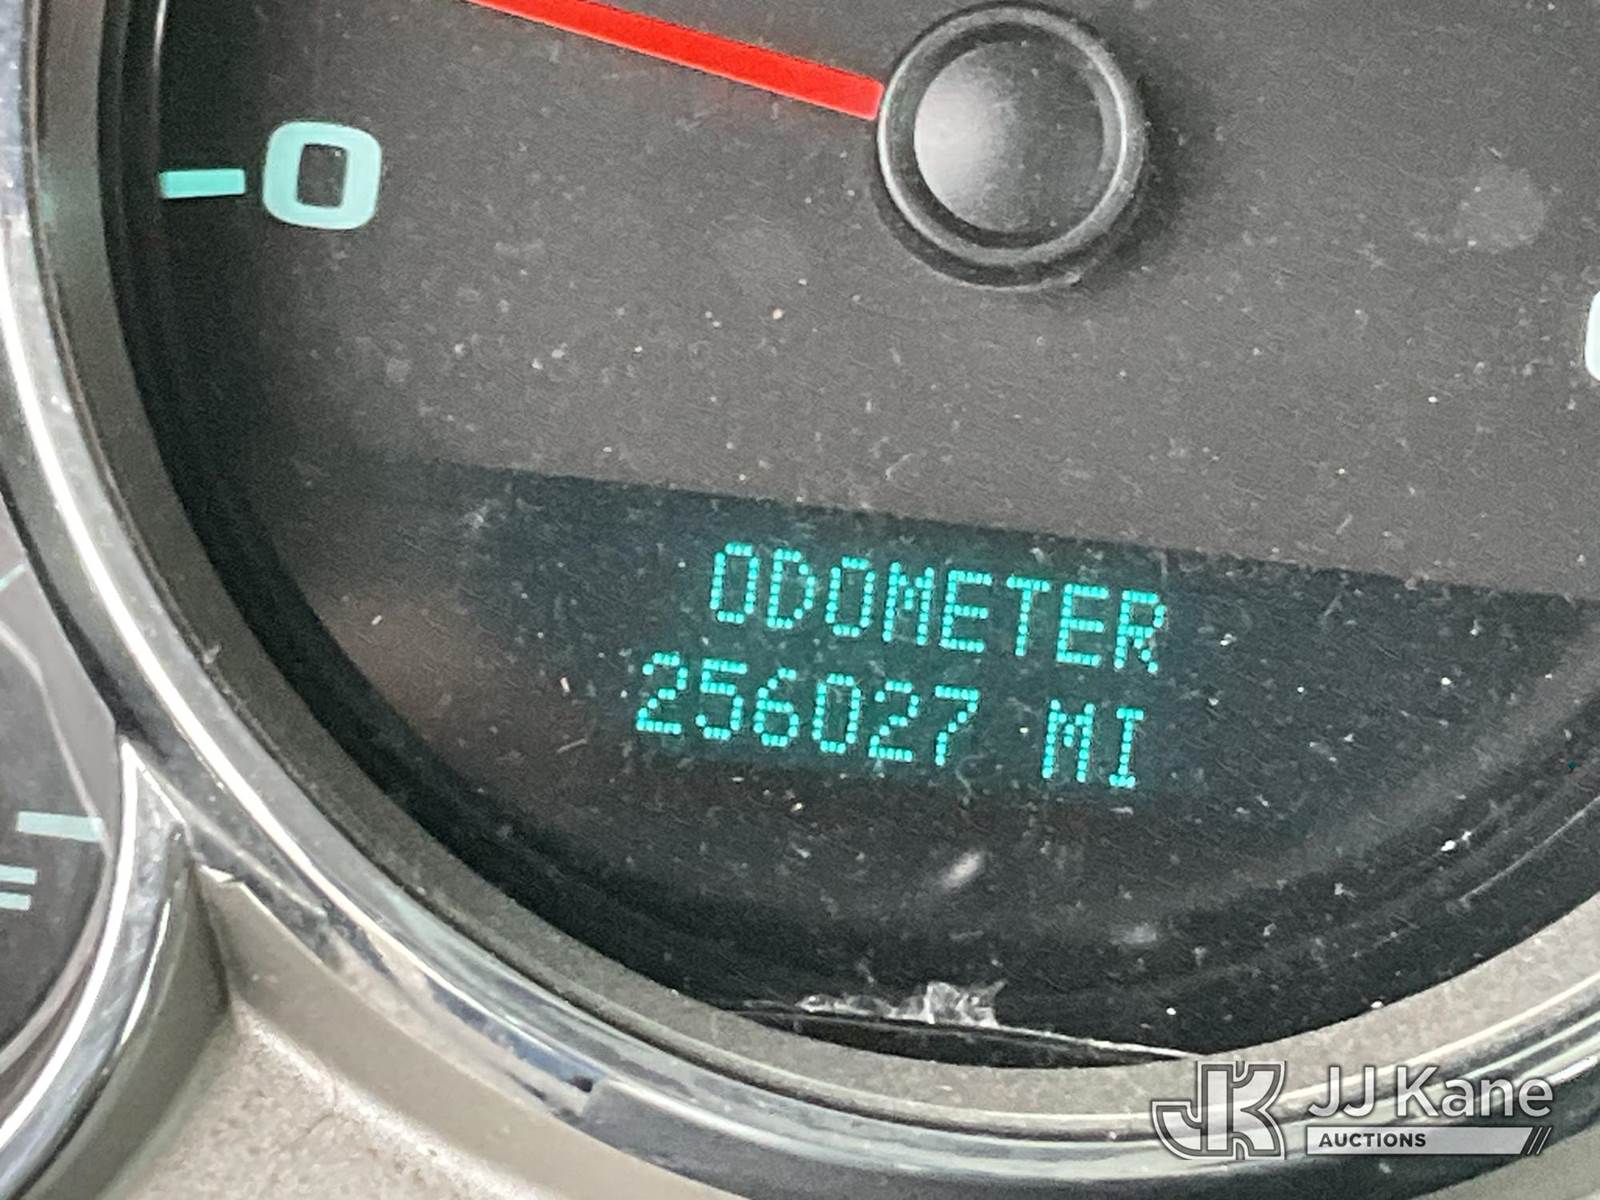 0
ODOMETER
256027 MI
JJ Kane
AUCTIONS